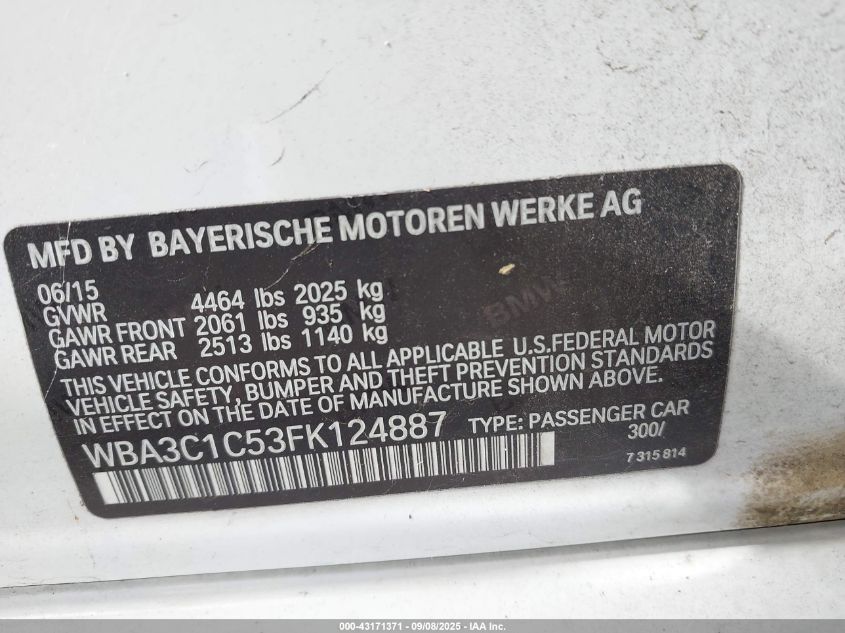 MFD BY BAYERISCHE MOTOREN WERKE AG
06/15
GVWR 4464 lbs 2025 kg
GAWR FRONT 2061 lbs 935 kg
GAWR REAR 2513 lbs 1140 kg
BMW
THIS VEHICLE CONFORMS TO ALL APPLICABLE U.S.FEDERAL MOTOR
VEHICLE SAFETY, BUMPER AND THEFT PREVENTION STANDARDS
IN EFFECT ON THE DATE OF MANUFACTURE SHOWN ABOVE.
WBA3C1C53FK124887 TYPE: PASSENGER CAR
300/
7 315 814
000-43171371 | 09/08/2025 - IAA Inc.